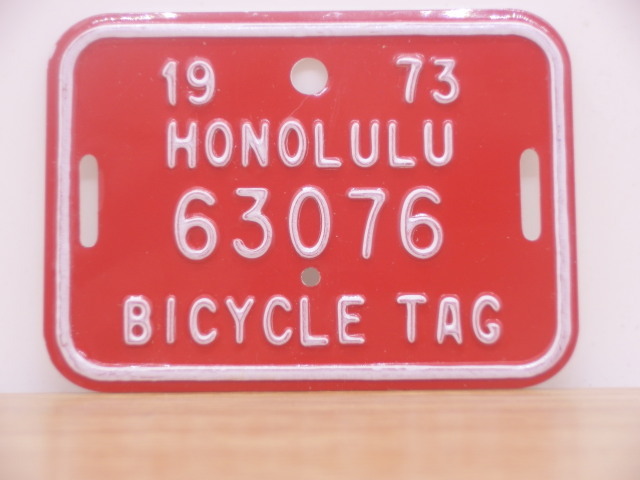 19 73
HONOLULU
63076
BICYCLE TAG